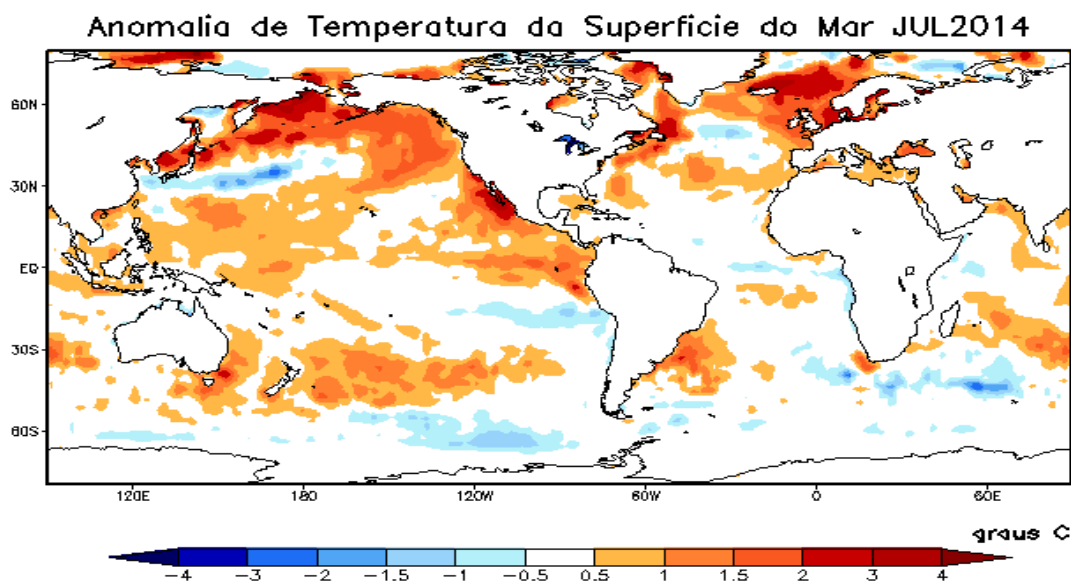 Anomalia de Temperatura da Superficie do Mar JUL2014
60N
30N
EQ
30S
60S
120E 180 120W 60W 0 60E
graus C
-4 -3 -2 -1.5 -1 -0.5 0.5 1 1.5 2 3 4